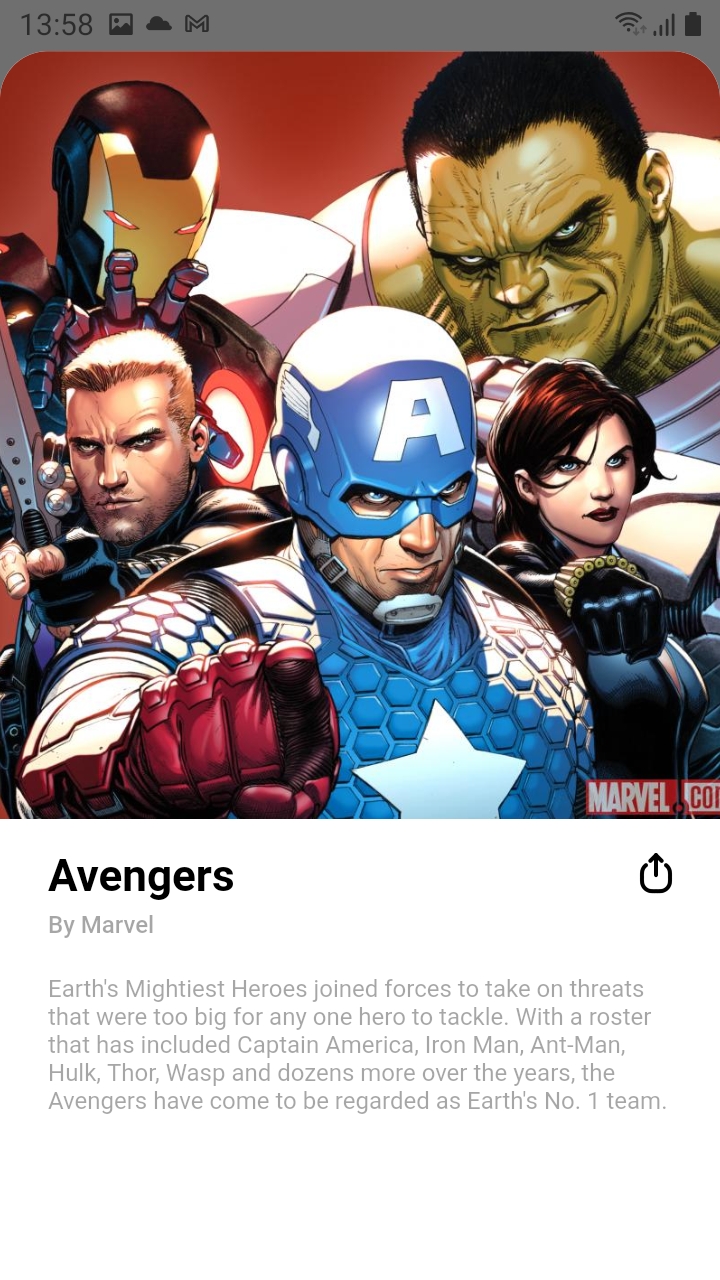 13:58
A
MARVEL.COM
Avengers
By Marvel
Earth's Mightiest Heroes joined forces to take on threats
that were too big for any one hero to tackle. With a roster
that has included Captain America, Iron Man, Ant-Man,
Hulk, Thor, Wasp and dozens more over the years, the
Avengers have come to be regarded as Earth's No. 1 team.